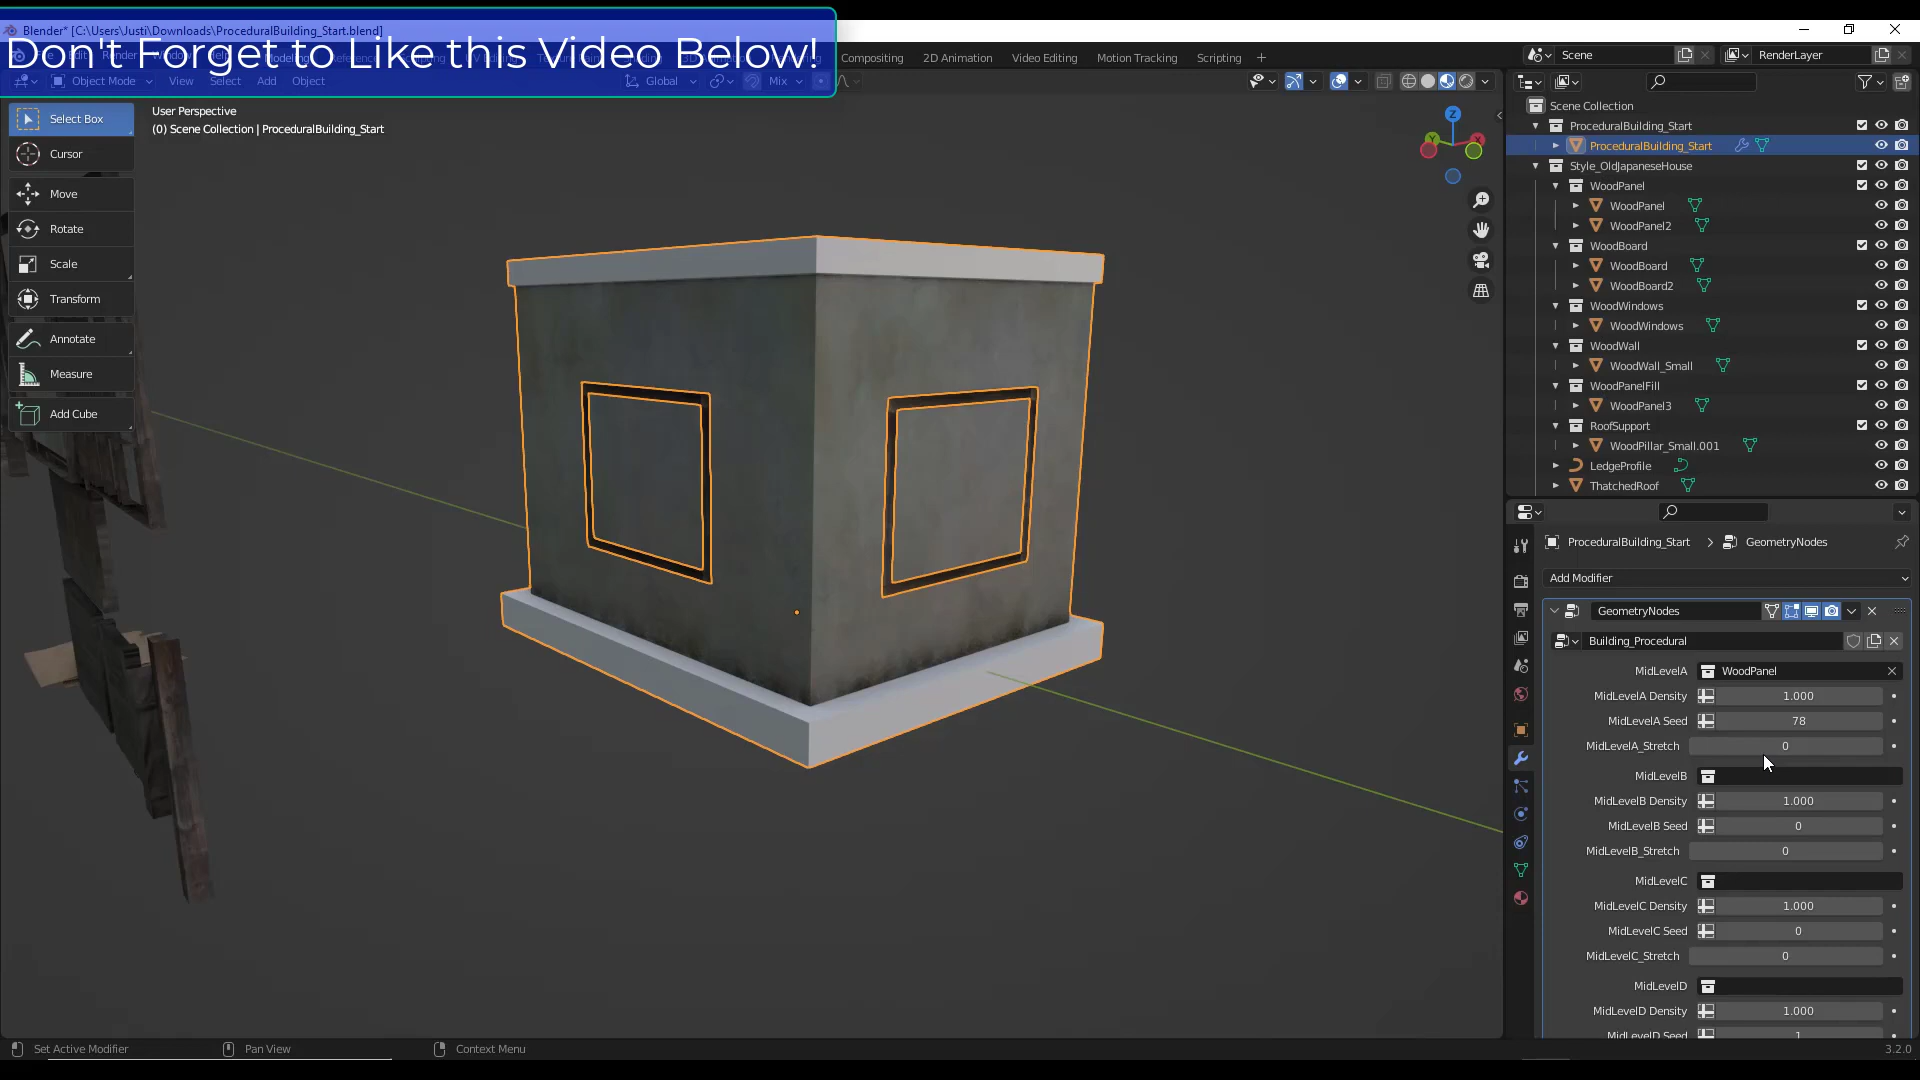 Blender* [C:\Users\Justi\Downloads\ProceduralBuilding_Start.blend]
Don't Forget to Like this Video Below!
Compositing
2D Animation
Video Editing
Motion Tracking
Scripting
Scene
RenderLayer
Object Mode
View
Select
Add
Object
Global
Mix
Select Box
Cursor
Move
Rotate
Scale
Transform
Annotate
Measure
Add Cube
User Perspective
(0) Scene Collection | ProceduralBuilding_Start
Z
Y
X
Scene Collection
ProceduralBuilding_Start
ProceduralBuilding_Start
Style_OldJapaneseHouse
WoodPanel
WoodPanel
WoodPanel2
WoodBoard
WoodBoard
WoodBoard2
WoodWindows
WoodWindows
WoodWall
WoodWall_Small
WoodPanelFill
WoodPanel3
RoofSupport
WoodPillar_Small.001
LedgeProfile
ThatchedRoof
ProceduralBuilding_Start > GeometryNodes
Add Modifier
GeometryNodes
Building_Procedural
MidLevelA WoodPanel
MidLevelA Density 1.000
MidLevelA Seed 78
MidLevelA_Stretch 0
MidLevelB
MidLevelB Density 1.000
MidLevelB Seed 0
MidLevelB_Stretch 0
MidLevelC
MidLevelC Density 1.000
MidLevelC Seed 0
MidLevelC_Stretch 0
MidLevelD
MidLevelD Density 1.000
MidLevelD Seed 1
Set Active Modifier
Pan View
Context Menu
3.2.0